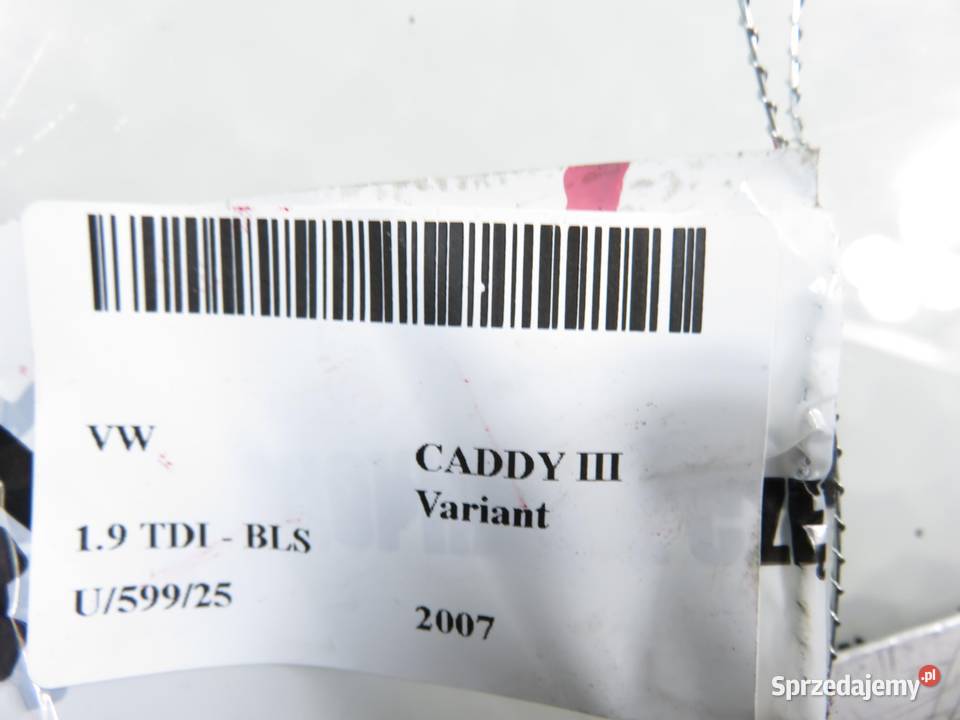 VW
CADDY III
Variant
1.9 TDI - BLS
U/599/25
2007
Sprzedajemy.pl